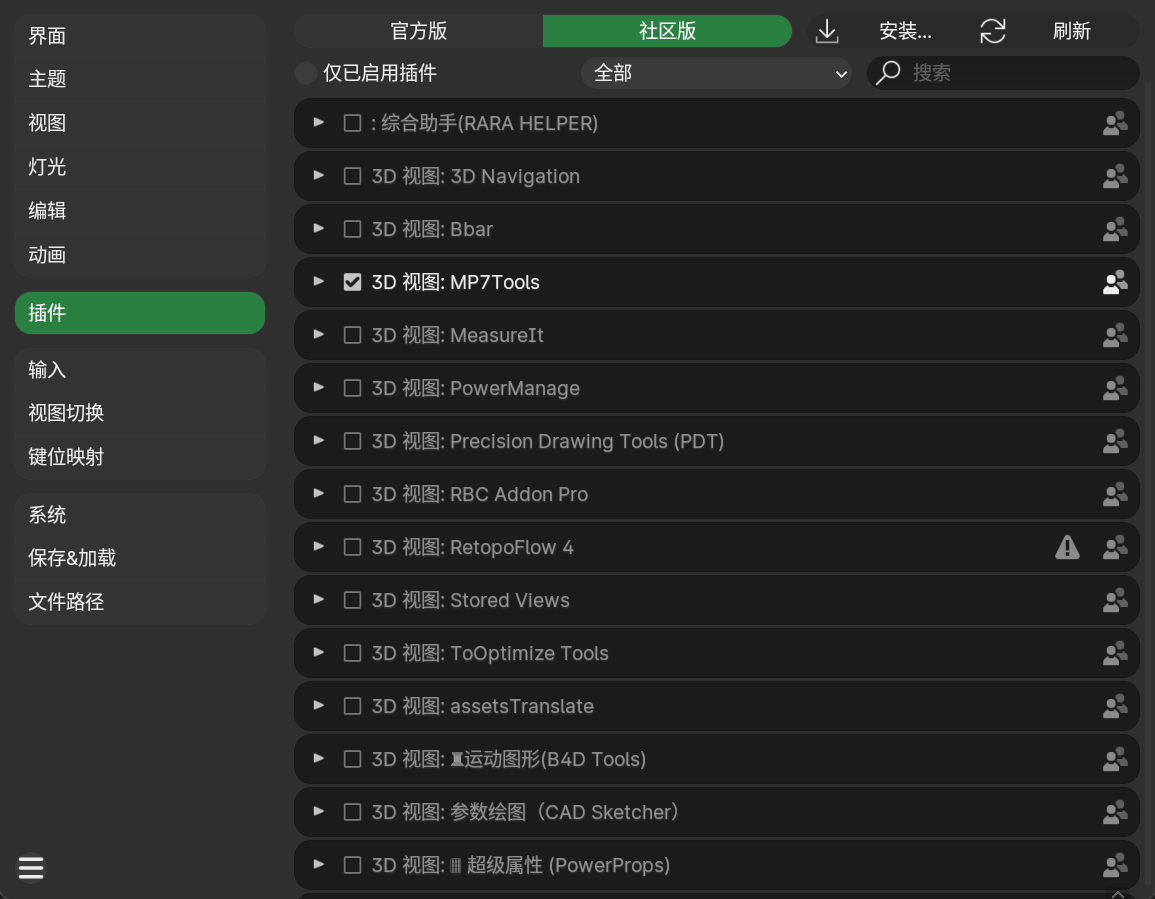 界面
主题
视图
灯光
编辑
动画
插件
输入
视图切换
键位映射
系统
保存&加载
文件路径
官方版
社区版
安装...
刷新
仅已启用插件
全部
搜索
: 综合助手(RARA HELPER)
3D 视图: 3D Navigation
3D 视图: Bbar
3D 视图: MP7Tools
3D 视图: MeasureIt
3D 视图: PowerManage
3D 视图: Precision Drawing Tools (PDT)
3D 视图: RBC Addon Pro
3D 视图: RetopoFlow 4
3D 视图: Stored Views
3D 视图: ToOptimize Tools
3D 视图: assetsTranslate
3D 视图: ♜运动图形(B4D Tools)
3D 视图: 参数绘图（CAD Sketcher）
3D 视图: 超级属性 (PowerProps)